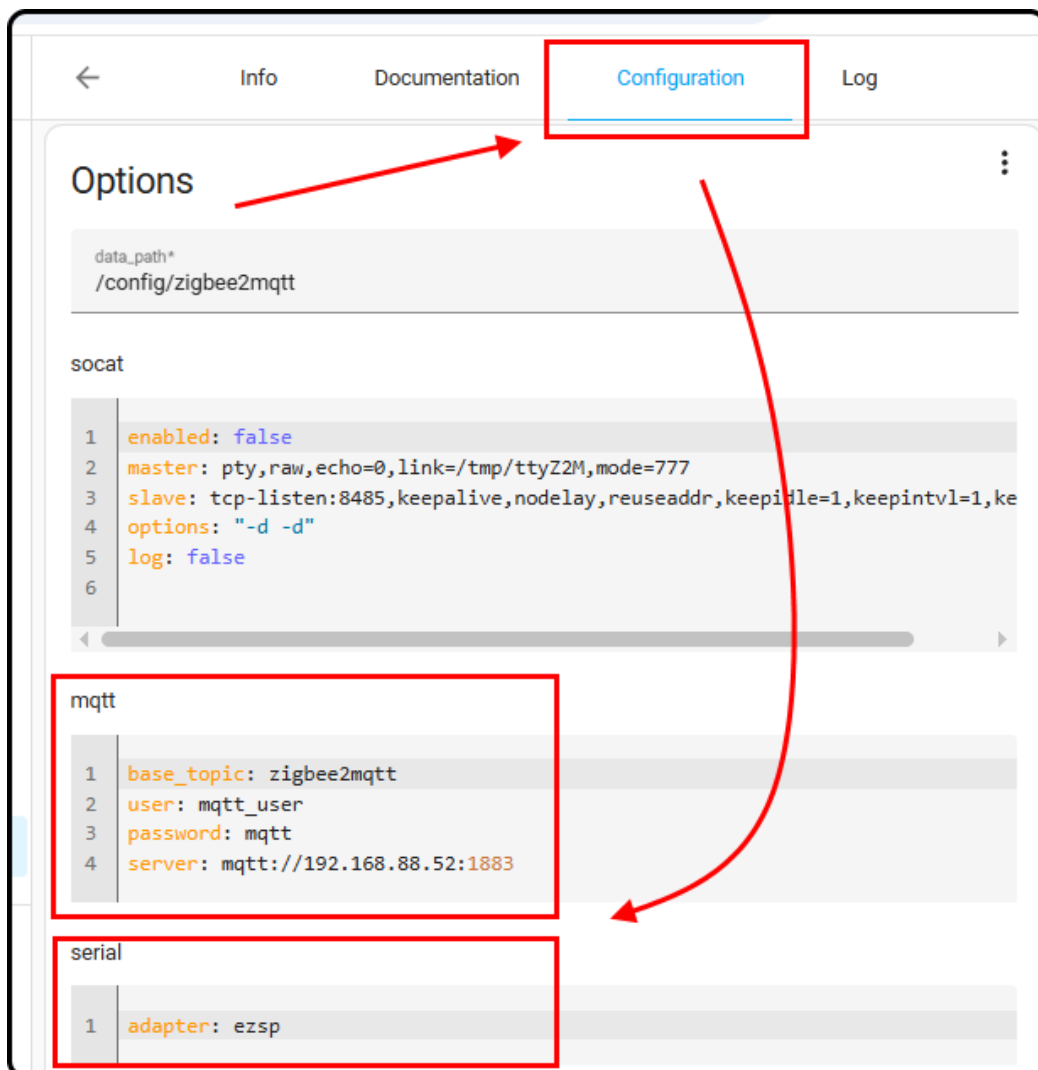 Info Documentation Configuration Log
Options
data_path*
/config/zigbee2mqtt
socat
1 enabled: false
2 master: pty,raw,echo=0,link=/tmp/ttyZ2M,mode=777
3 slave: tcp-listen:8485,keepalive,nodelay,reuseaddr,keepidle=1,keepintvl=1,ke
4 options: "-d -d"
5 log: false
6
mqtt
1 base_topic: zigbee2mqtt
2 user: mqtt_user
3 password: mqtt
4 server: mqtt://192.168.88.52:1883
serial
1 adapter: ezsp